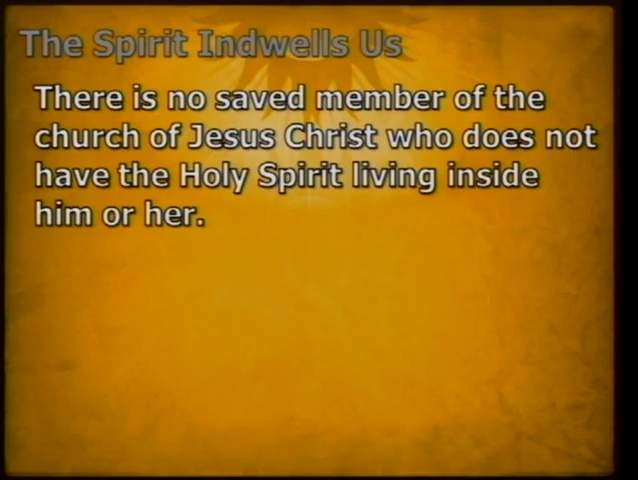 The Spirit Indwells Us
There is no saved member of the
church of Jesus Christ who does not
have the Holy Spirit living inside
him or her.